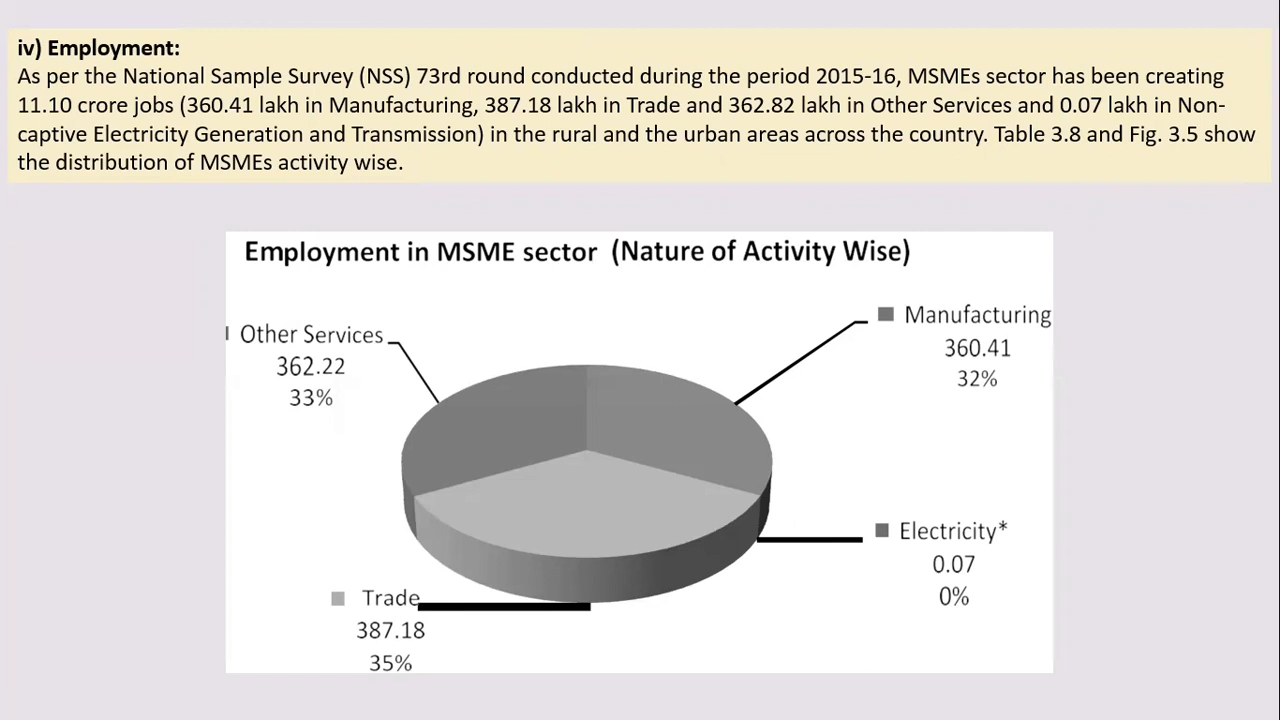 iv) Employment:
As per the National Sample Survey (NSS) 73rd round conducted during the period 2015-16, MSMEs sector has been creating
11.10 crore jobs (360.41 lakh in Manufacturing, 387.18 lakh in Trade and 362.82 lakh in Other Services and 0.07 lakh in Non-
captive Electricity Generation and Transmission) in the rural and the urban areas across the country. Table 3.8 and Fig. 3.5 show
the distribution of MSMEs activity wise.
Employment in MSME sector (Nature of Activity Wise)
Other Services
362.22
33%
Manufacturing
360.41
32%
Electricity*
0.07
0%
Trade
387.18
35%